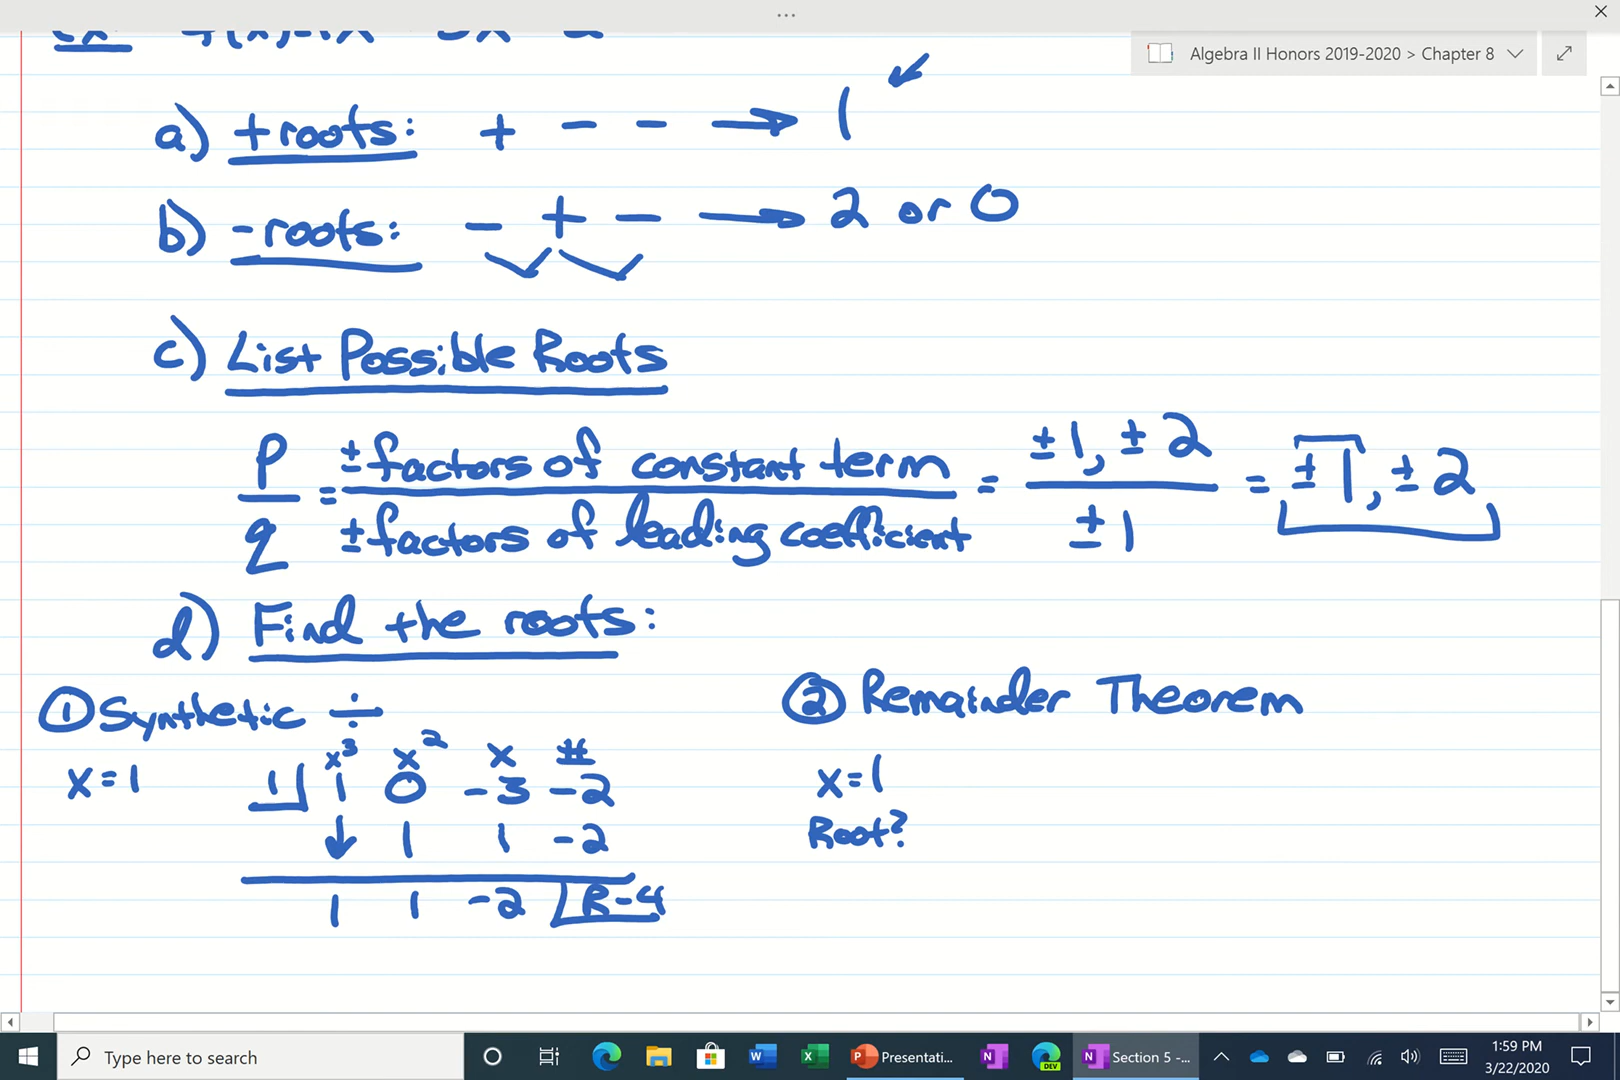 Algebra II Honors 2019-2020 > Chapter 8
a) + roots: + - - → 1
b) - roots: - + - → 2 or 0
c) List Possible Roots
p/q = ± factors of constant term / ± factors of leading coefficient = ±1, ±2 / ±1 = ±1, ±2
d) Find the roots:
① Synthetic ÷
x³ x² x #
x = 1 1 1 0 -3 -2
↓ 1 1 -2
1 1 -2 R-4
② Remainder Theorem
x = 1
Root?
Type here to search
Presentati...
DEV
Section 5 -...
1:59 PM
3/22/2020